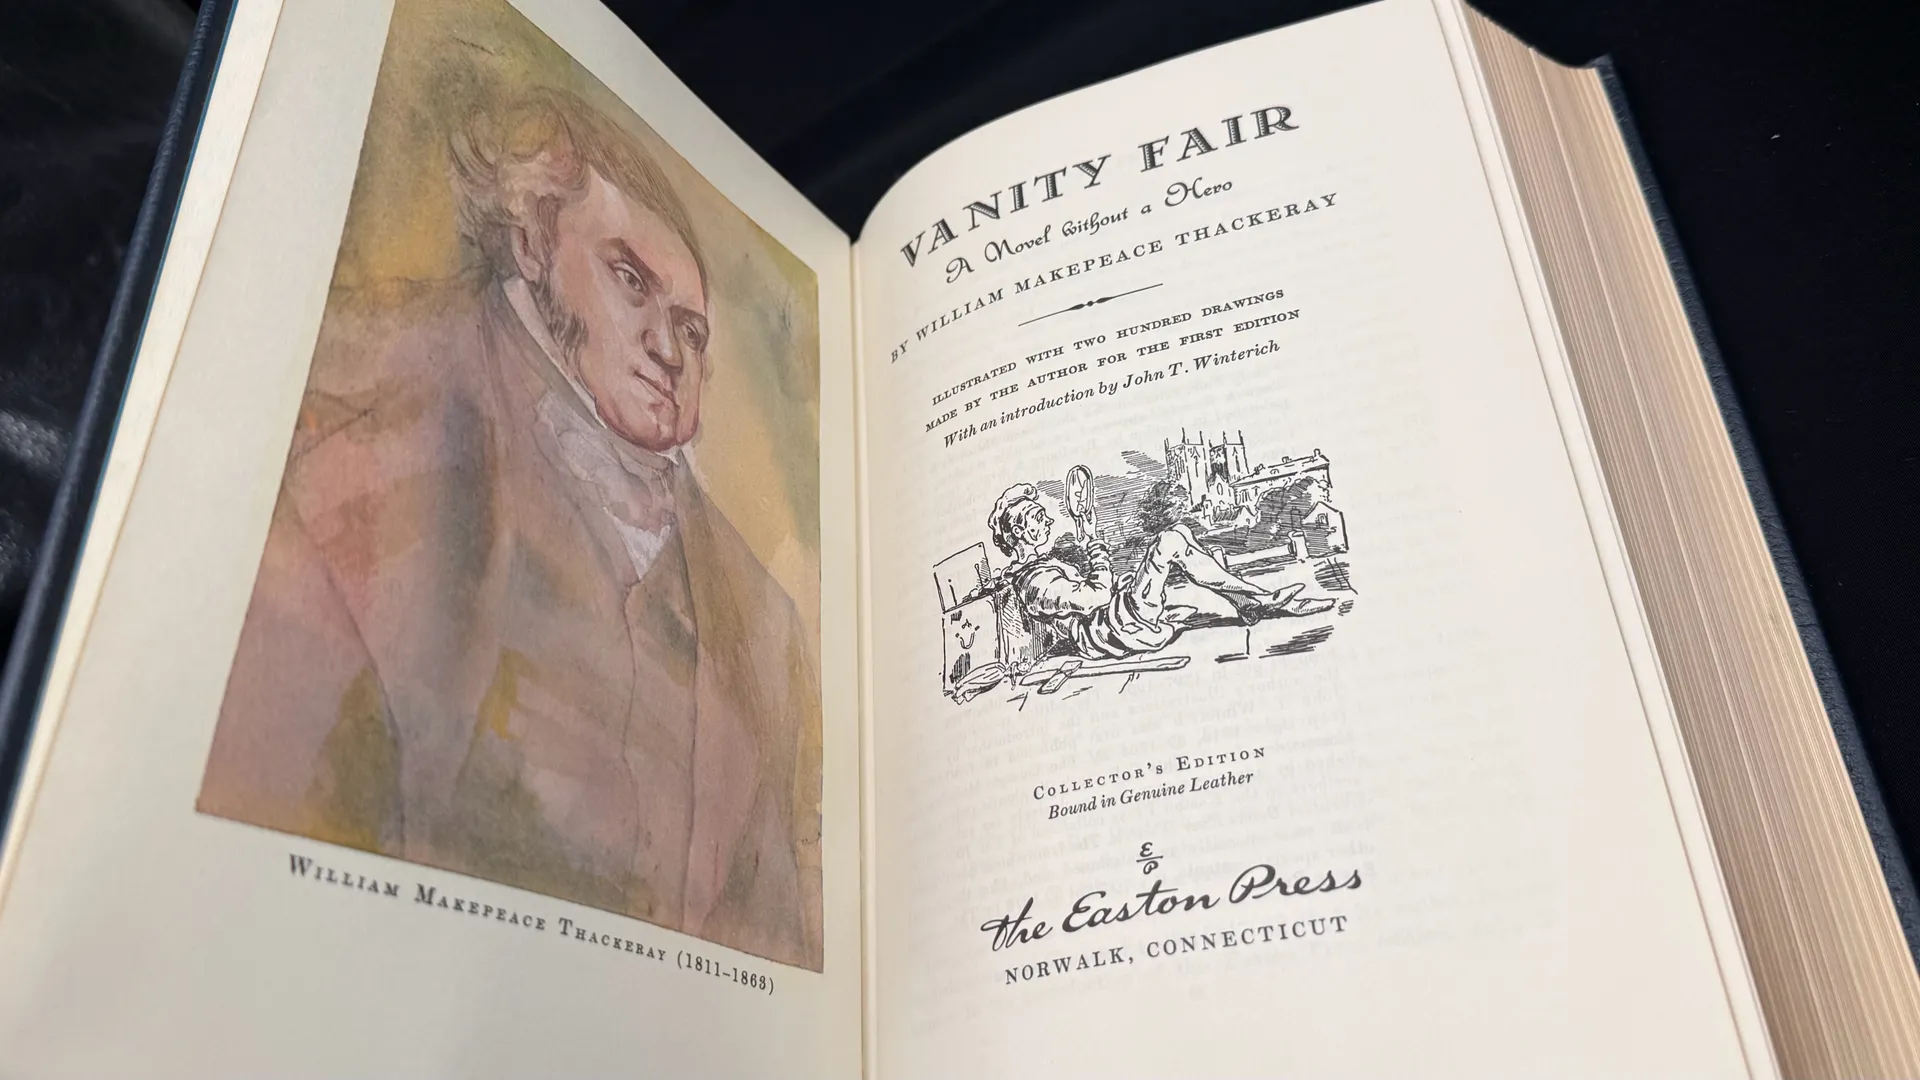 WILLIAM MAKEPEACE THACKERAY (1811–1863)
VANITY FAIR
A Novel without a Hero
BY WILLIAM MAKEPEACE THACKERAY
ILLUSTRATED WITH TWO HUNDRED DRAWINGS
MADE BY THE AUTHOR FOR THE FIRST EDITION
With an introduction by John T. Winterich
COLLECTOR'S EDITION
Bound in Genuine Leather
E
P
the Easton Press
NORWALK, CONNECTICUT